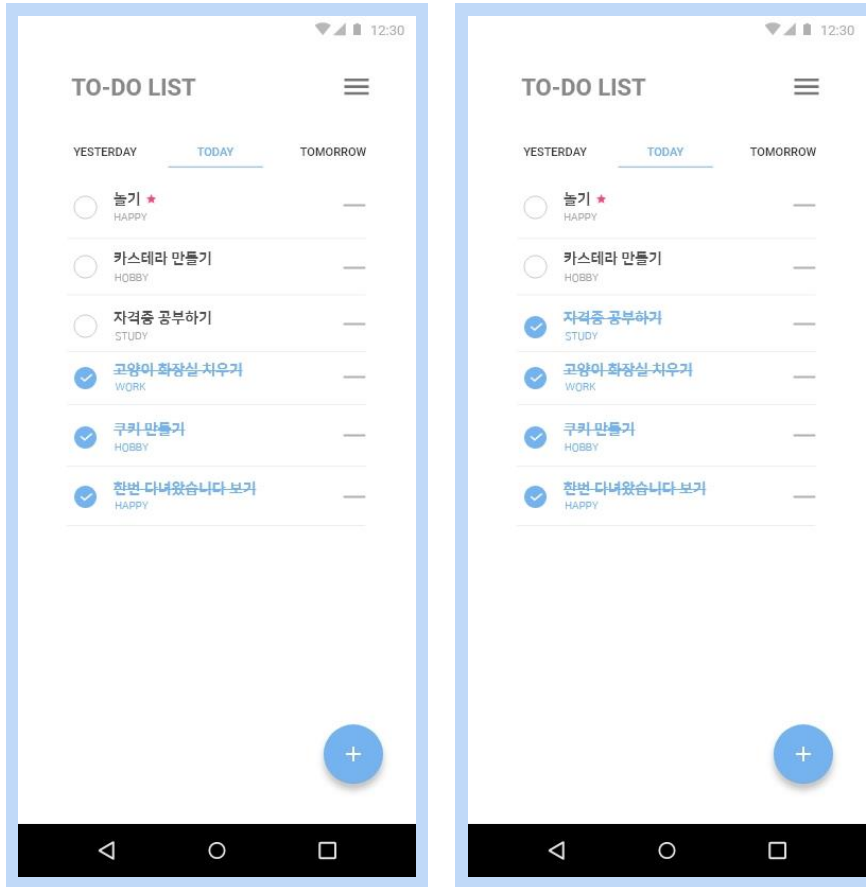 12:30
TO-DO LIST
YESTERDAY TODAY TOMORROW
놀기
HAPPY
카스테라 만들기
HOBBY
자격증 공부하기
STUDY
고양이 화장실 치우기
WORK
쿠키 만들기
HOBBY
한번 다녀왔습니다 보기
HAPPY
12:30
TO-DO LIST
YESTERDAY TODAY TOMORROW
놀기
HAPPY
카스테라 만들기
HOBBY
자격증 공부하기
STUDY
고양이 화장실 치우기
WORK
쿠키 만들기
HOBBY
한번 다녀왔습니다 보기
HAPPY